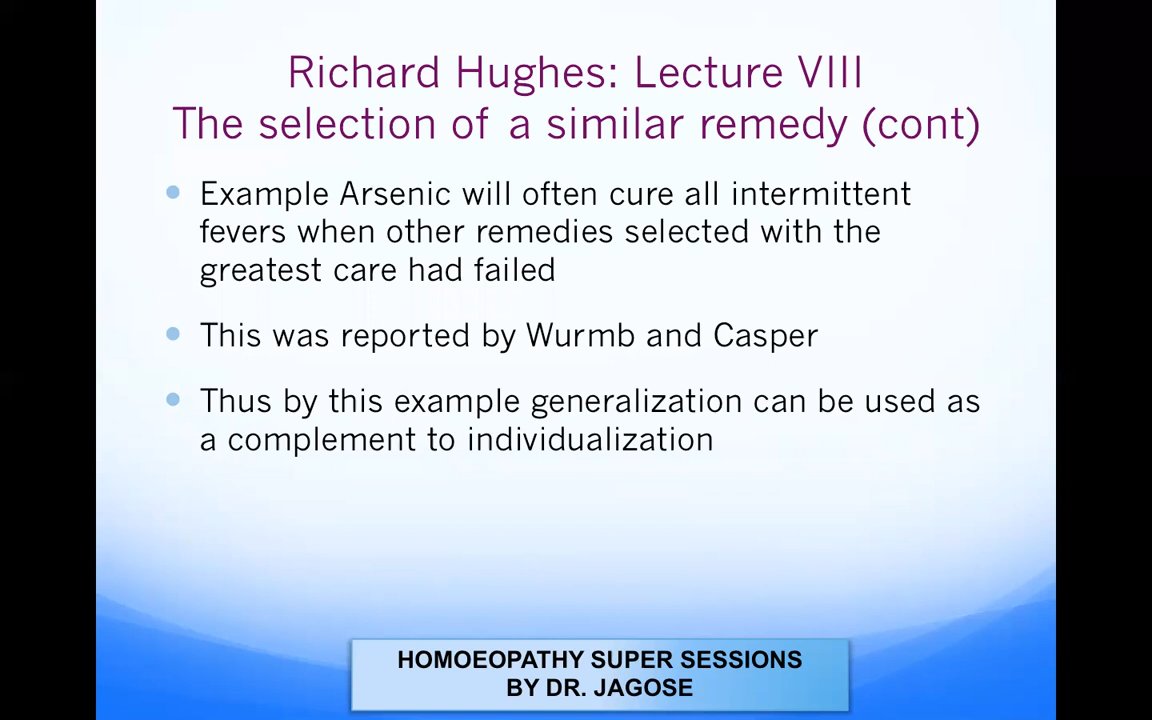 Richard Hughes: Lecture VIII
The selection of a similar remedy (cont)
Example Arsenic will often cure all intermittent
fevers when other remedies selected with the
greatest care had failed
This was reported by Wurmb and Casper
Thus by this example generalization can be used as
a complement to individualization
HOMOEOPATHY SUPER SESSIONS
BY DR. JAGOSE